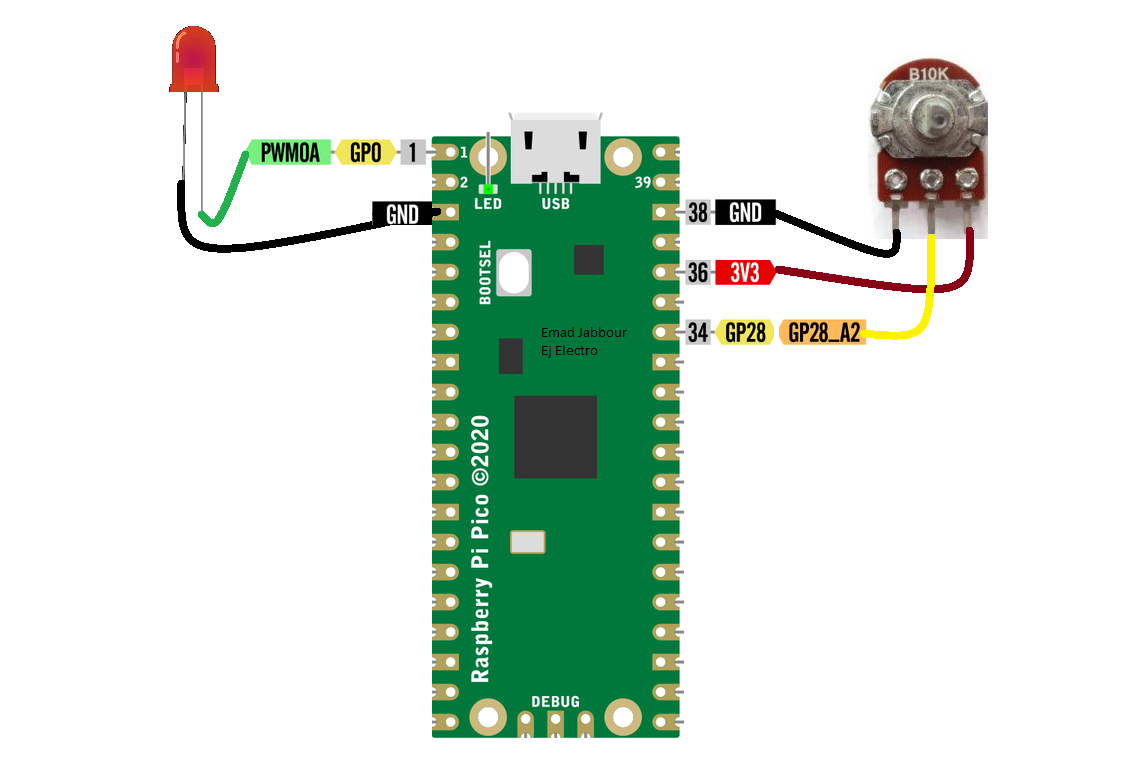 B10K
PWM0A GP0 1
1
2
39
LED
USB
GND
38 GND
BOOTSEL
36 3V3
34 GP28 GP28_A2
Emad Jabbour
Ej Electro
Raspberry Pi Pico ©2020
DEBUG